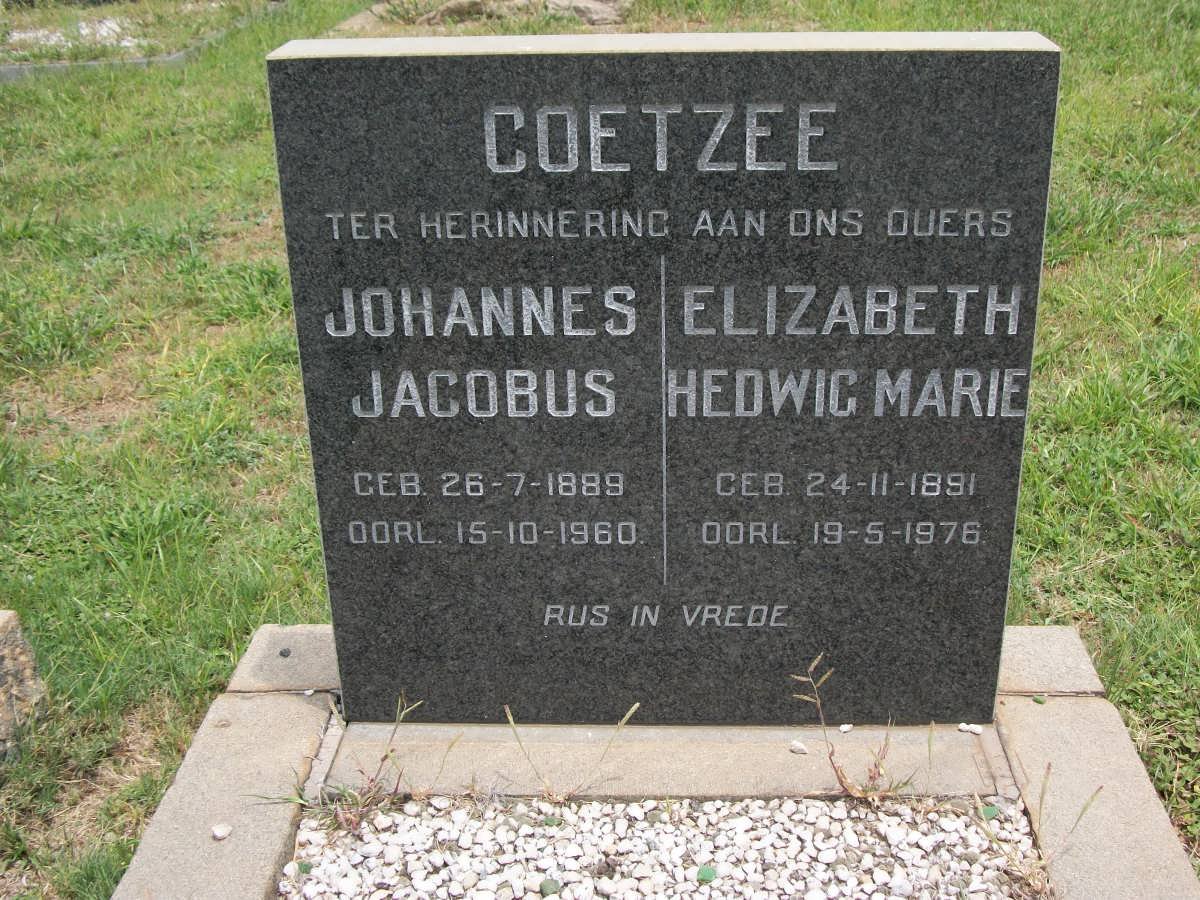 COETZEE
TER HERINNERING AAN ONS OUERS
JOHANNES
JACOBUS
GEB. 26-7-1889
OORL. 15-10-1960.
ELIZABETH
HEDWIG MARIE
GEB. 24-11-1891
OORL. 19-5-1976.
RUS IN VREDE